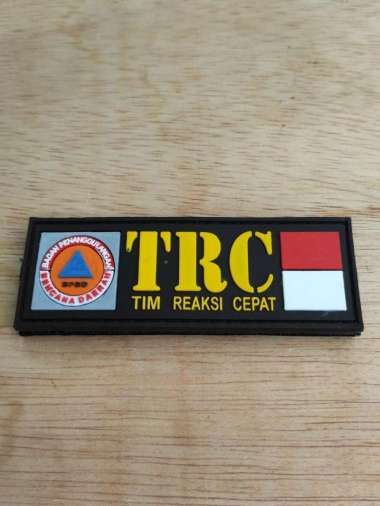 BADAN PENANGGULANGAN
BENCANA DAERAH
BPBD
TRC
TIM REAKSI CEPAT